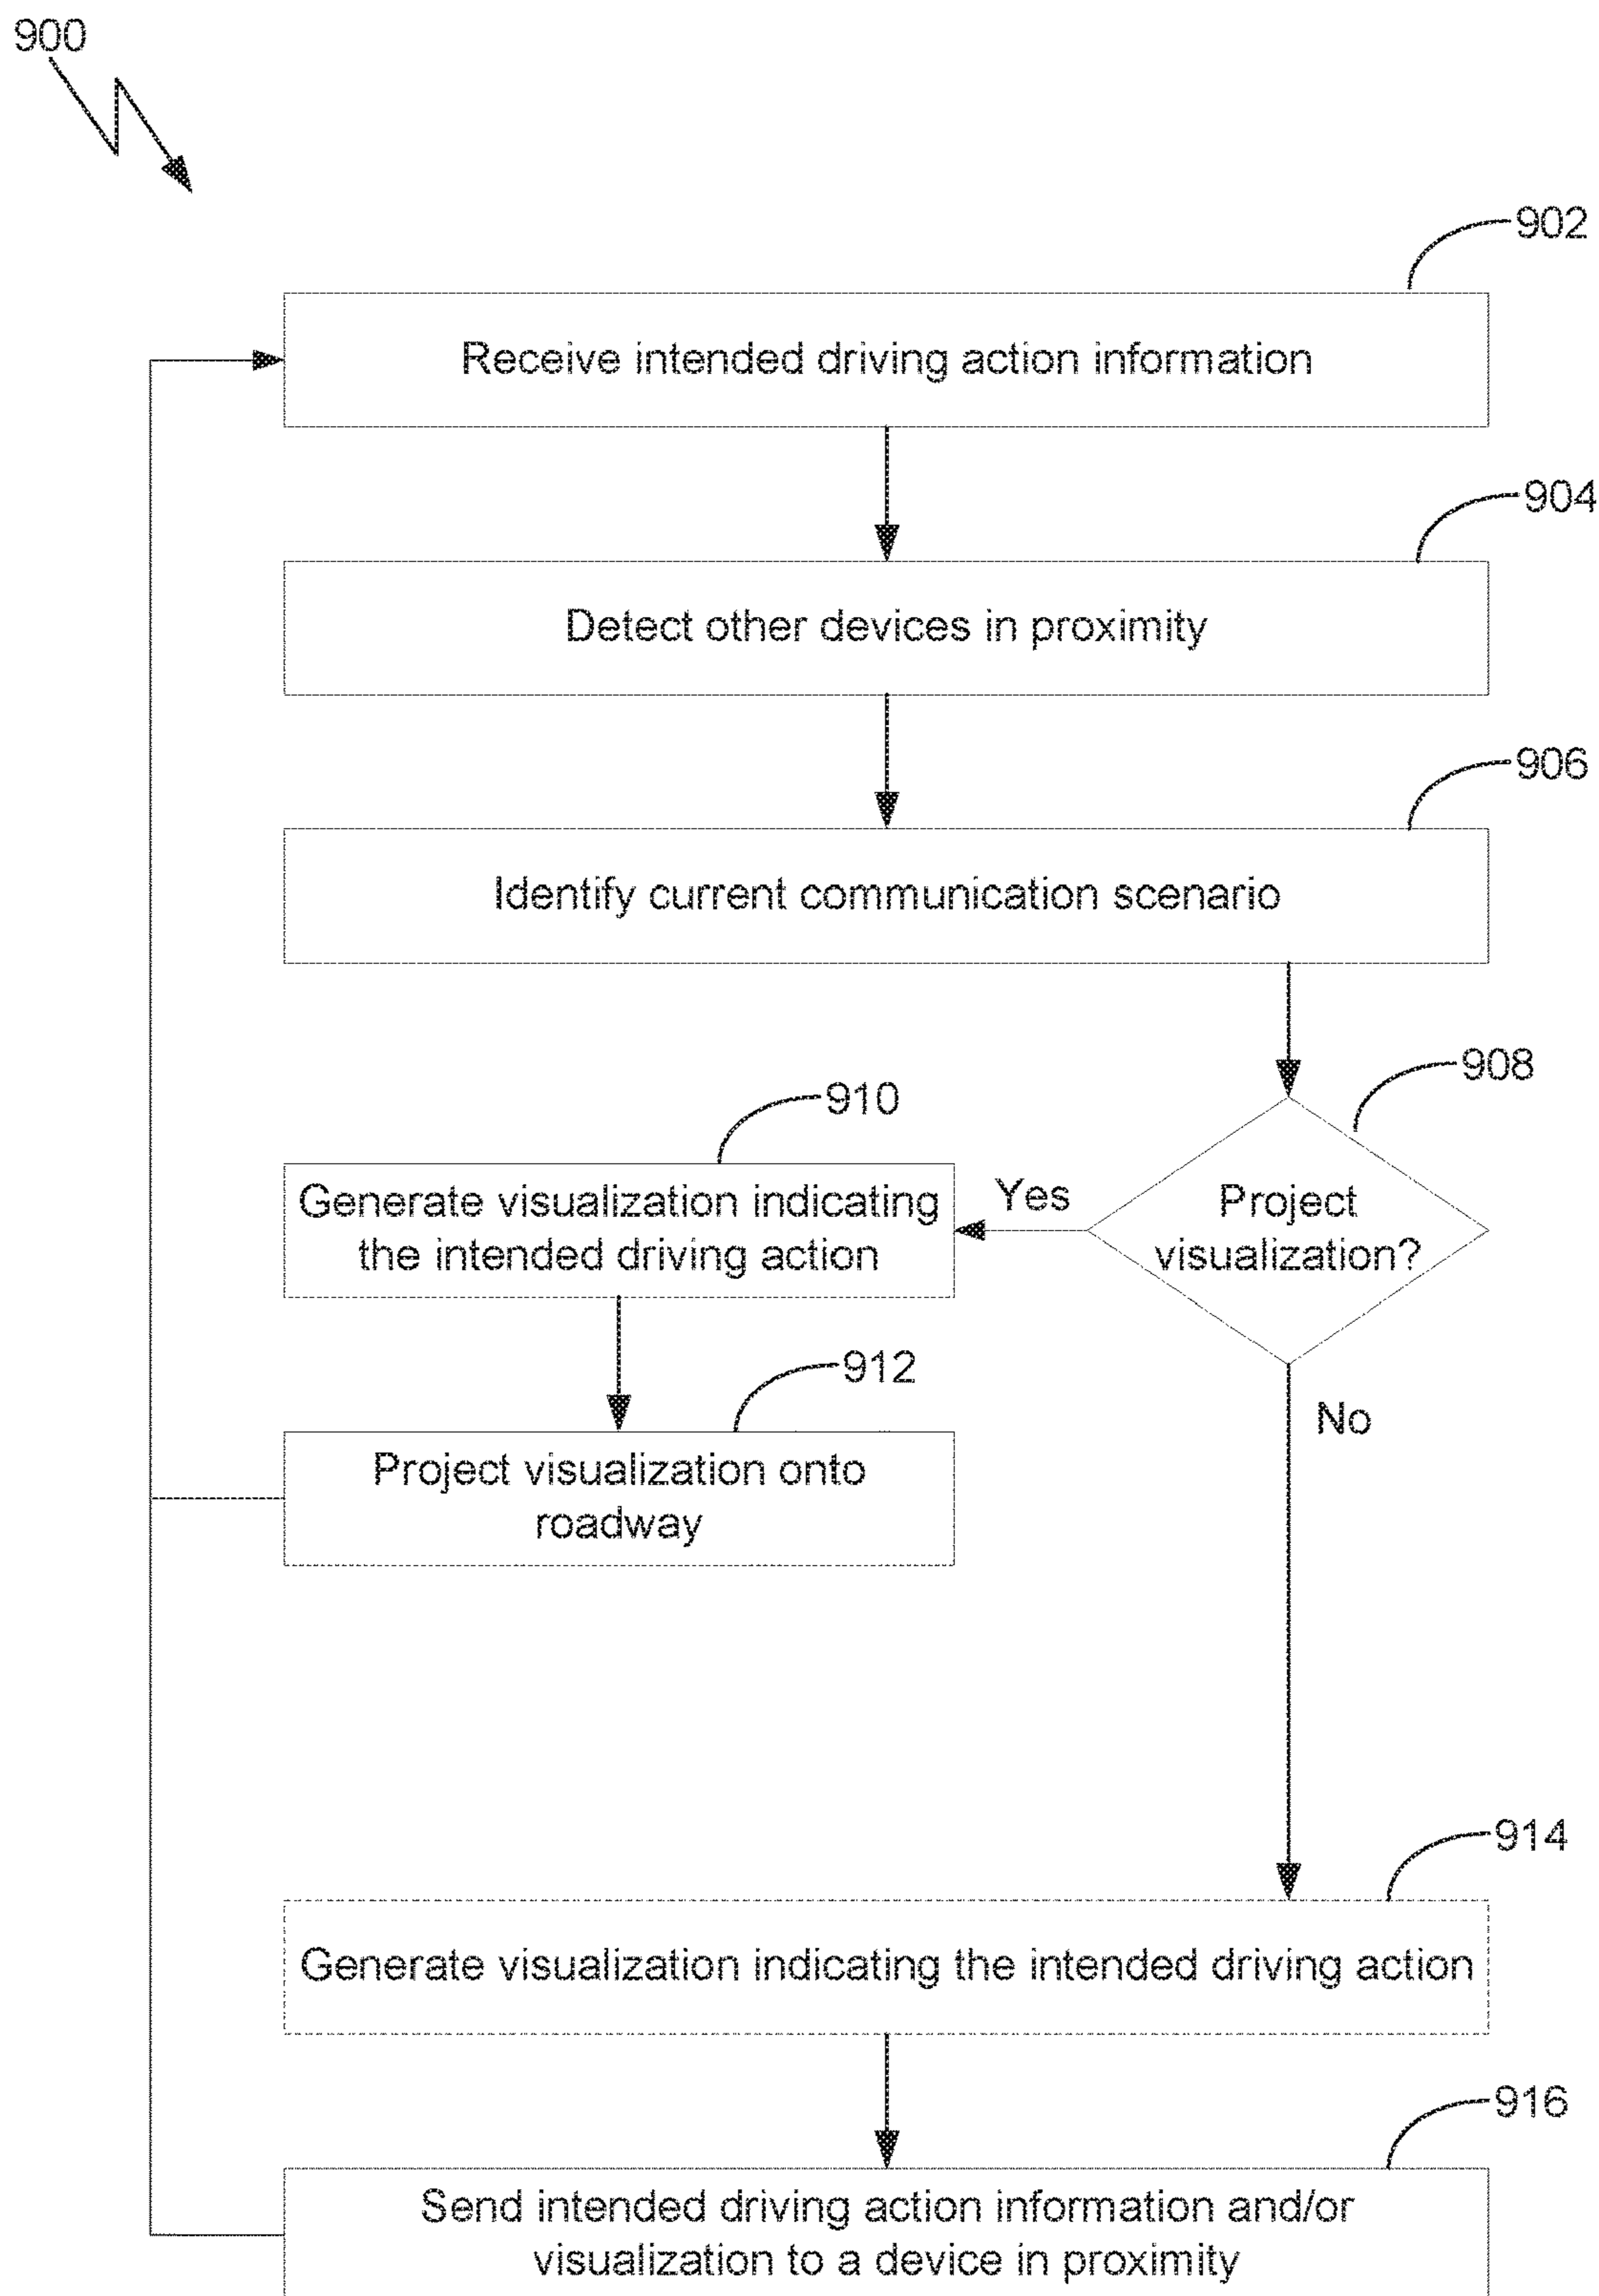 900
902
Receive intended driving action information
904
Detect other devices in proximity
906
Identify current communication scenario
908
910
Generate visualization indicating
the intended driving action
Yes
Project
visualization?
912
No
Project visualization onto
roadway
914
Generate visualization indicating the intended driving action
916
Send intended driving action information and/or
visualization to a device in proximity